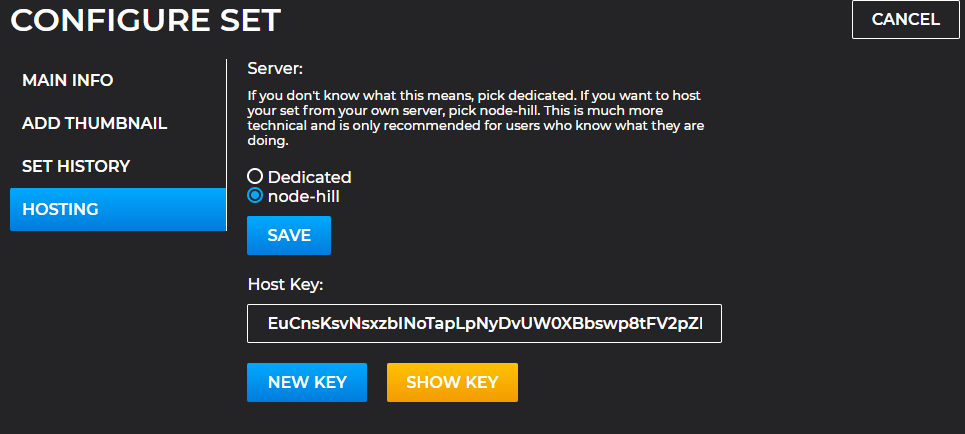 CONFIGURE SET
CANCEL
MAIN INFO
ADD THUMBNAIL
SET HISTORY
HOSTING
Server:
If you don't know what this means, pick dedicated. If you want to host
your set from your own server, pick node-hill. This is much more
technical and is only recommended for users who know what they are
doing.
Dedicated
node-hill
SAVE
Host Key:
EuCnsKsvNsxzbINoTapLpNyDvUW0XBbswp8tFV2pZI
NEW KEY
SHOW KEY